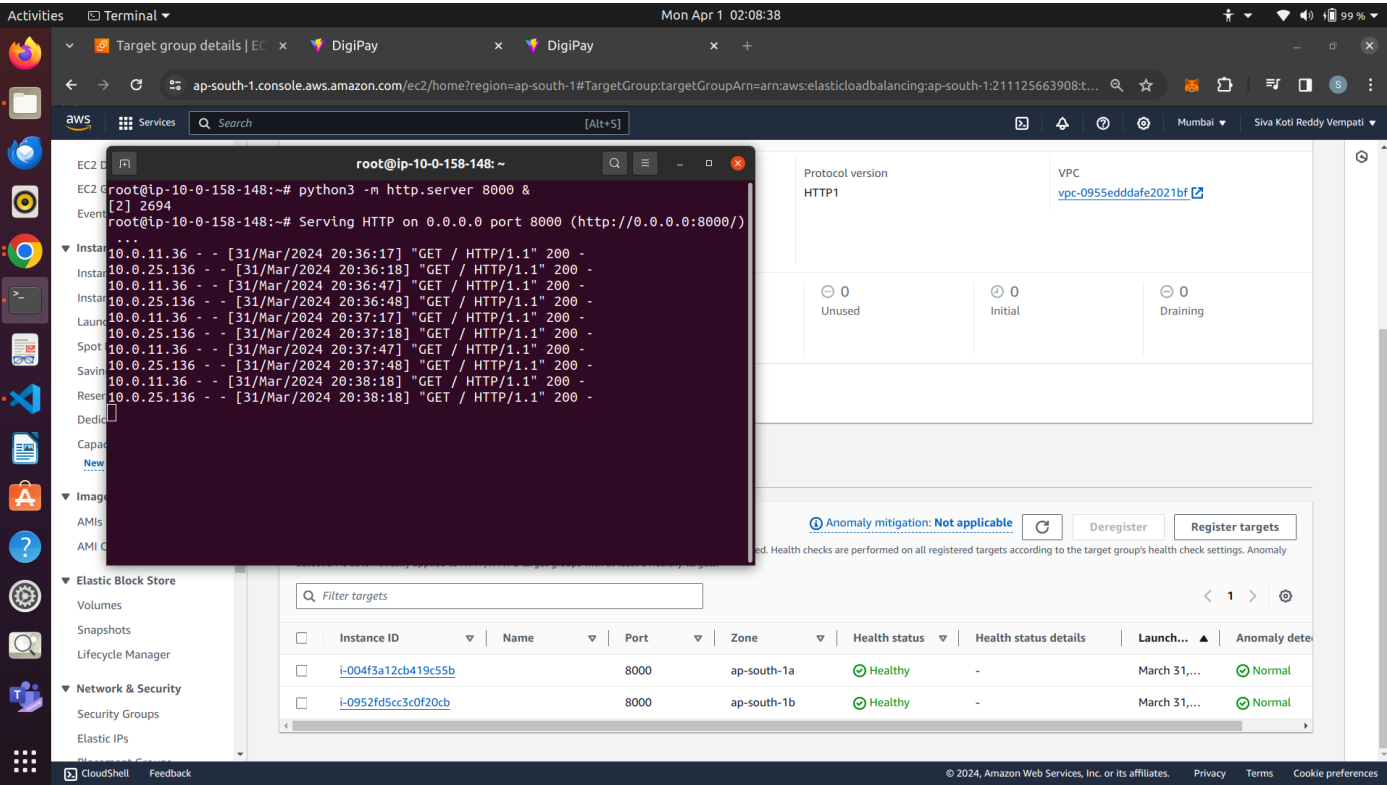 Activities Terminal Mon Apr 1 02:08:38 99 %
Target group details | EC DigiPay DigiPay
ap-south-1.console.aws.amazon.com/ec2/home?region=ap-south-1#TargetGroup:targetGroupArn=arn:aws:elasticloadbalancing:ap-south-1:211125663908:t... S
aws Services Search [Alt+S] Mumbai Siva Koti Reddy Vempati
root@ip-10-0-158-148: ~
root@ip-10-0-158-148:~# python3 -m http.server 8000 &
[2] 2694
root@ip-10-0-158-148:~# Serving HTTP on 0.0.0.0 port 8000 (http://0.0.0.0:8000/)
...
10.0.11.36 - - [31/Mar/2024 20:36:17] "GET / HTTP/1.1" 200 -
10.0.25.136 - - [31/Mar/2024 20:36:18] "GET / HTTP/1.1" 200 -
10.0.11.36 - - [31/Mar/2024 20:36:47] "GET / HTTP/1.1" 200 -
10.0.25.136 - - [31/Mar/2024 20:36:48] "GET / HTTP/1.1" 200 -
10.0.11.36 - - [31/Mar/2024 20:37:17] "GET / HTTP/1.1" 200 -
10.0.25.136 - - [31/Mar/2024 20:37:18] "GET / HTTP/1.1" 200 -
10.0.11.36 - - [31/Mar/2024 20:37:47] "GET / HTTP/1.1" 200 -
10.0.25.136 - - [31/Mar/2024 20:37:48] "GET / HTTP/1.1" 200 -
10.0.11.36 - - [31/Mar/2024 20:38:18] "GET / HTTP/1.1" 200 -
10.0.25.136 - - [31/Mar/2024 20:38:18] "GET / HTTP/1.1" 200 -
EC2 D
EC2 G
Event
Instan
Instan
Instan
Launc
Spot
Savin
Reser
Dedic
Capac
New
Image
AMIs
AMI C
Elastic Block Store
Volumes
Snapshots
Lifecycle Manager
Network & Security
Security Groups
Elastic IPs
Protocol version VPC
HTTP1 vpc-0955edddafe2021bf
0 0 0
Unused Initial Draining
Anomaly mitigation: Not applicable Deregister Register targets
ed. Health checks are performed on all registered targets according to the target group's health check settings. Anomaly
Filter targets 1
Instance ID Name Port Zone Health status Health status details Launch... Anomaly dete
i-004f3a12cb419c55b 8000 ap-south-1a Healthy - March 31,... Normal
i-0952fd5cc3c0f20cb 8000 ap-south-1b Healthy - March 31,... Normal
CloudShell Feedback © 2024, Amazon Web Services, Inc. or its affiliates. Privacy Terms Cookie preferences